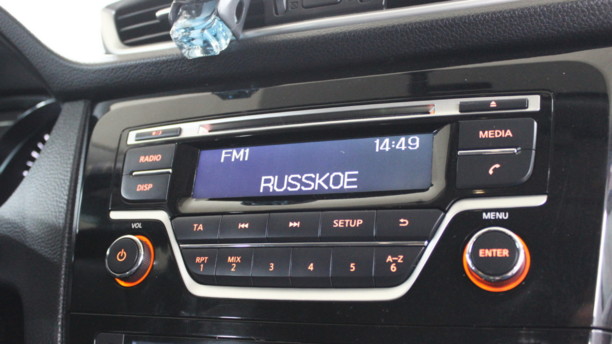 FM1 14:49
RUSSKOE
RADIO
DISP
MEDIA
VOL
MENU
TA SETUP
RPT MIX A–Z
1 2 3 4 5 6
ENTER